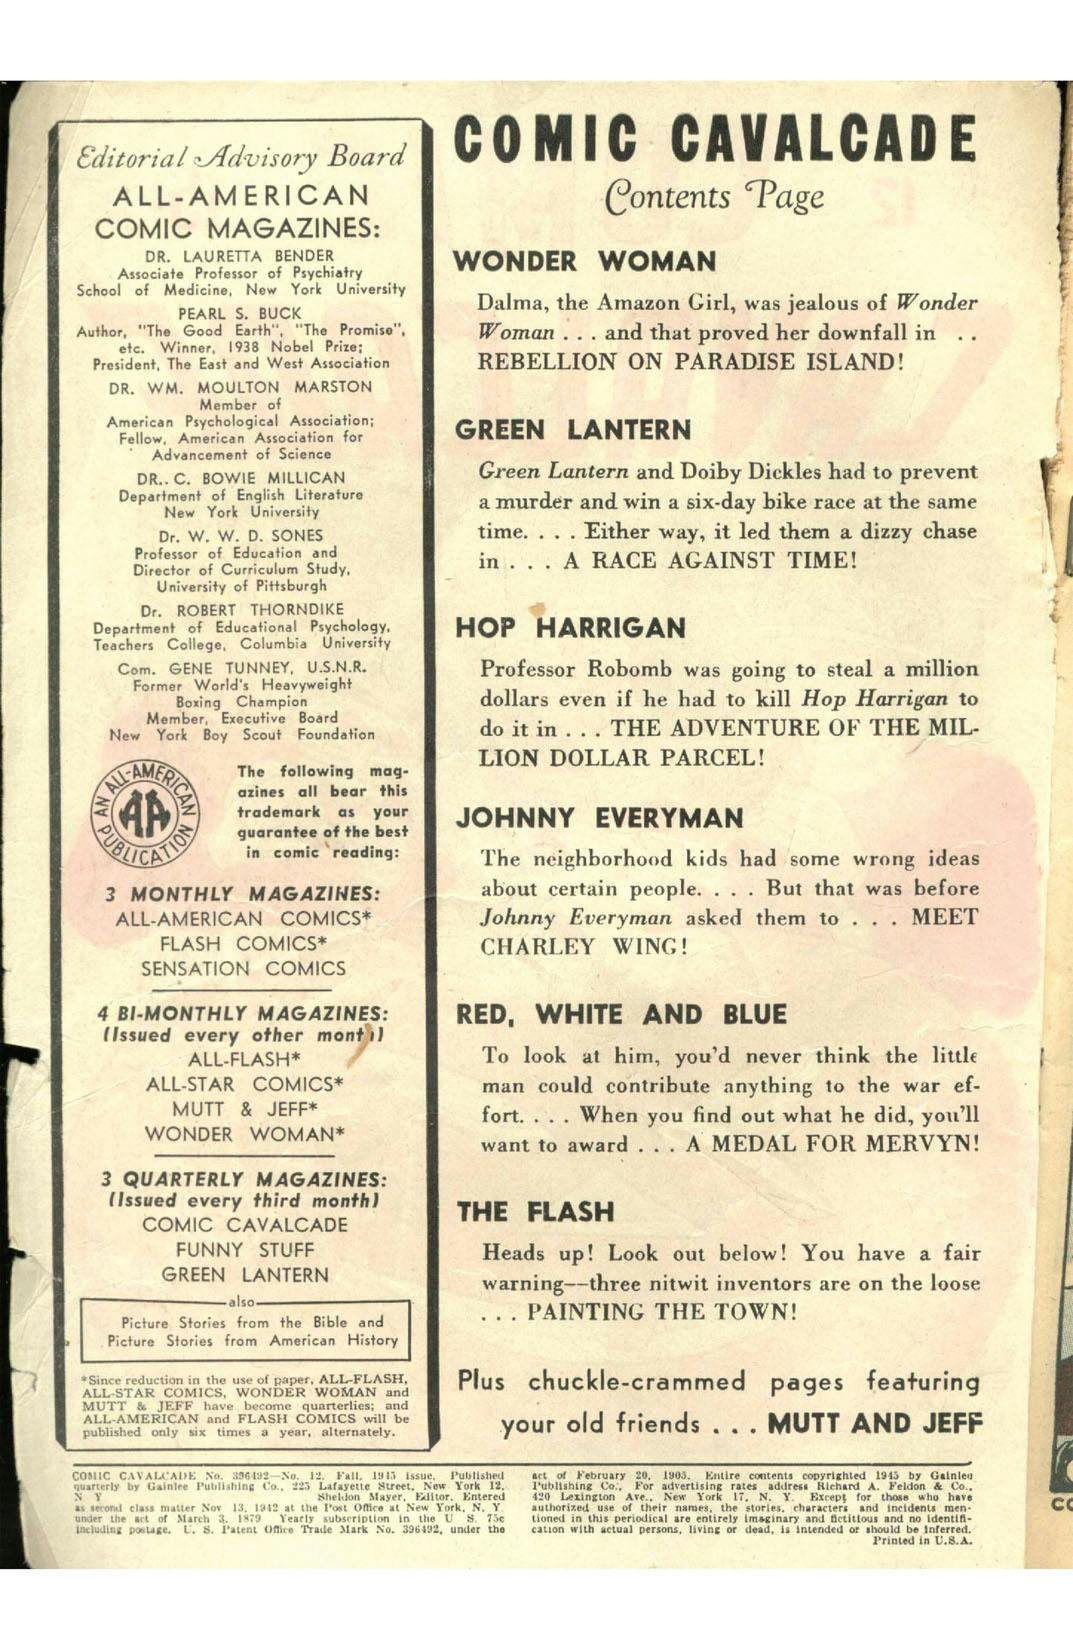 Editorial Advisory Board
ALL-AMERICAN
COMIC MAGAZINES:
DR. LAURETTA BENDER
Associate Professor of Psychiatry
School of Medicine, New York University
PEARL S. BUCK
Author, "The Good Earth", "The Promise",
etc. Winner, 1938 Nobel Prize;
President, The East and West Association
DR. WM. MOULTON MARSTON
Member of
American Psychological Association;
Fellow, American Association for
Advancement of Science
DR.. C. BOWIE MILLICAN
Department of English Literature
New York University
Dr. W. W. D. SONES
Professor of Education and
Director of Curriculum Study,
University of Pittsburgh
Dr. ROBERT THORNDIKE
Department of Educational Psychology,
Teachers College, Columbia University
Com. GENE TUNNEY, U.S.N.R.
Former World's Heavyweight
Boxing Champion
Member, Executive Board
New York Boy Scout Foundation
AN ALL-AMERICAN
AA
PUBLICATION
The following mag-
azines all bear this
trademark as your
guarantee of the best
in comic reading:
3 MONTHLY MAGAZINES:
ALL-AMERICAN COMICS*
FLASH COMICS*
SENSATION COMICS
4 BI-MONTHLY MAGAZINES:
(Issued every other month)
ALL-FLASH*
ALL-STAR COMICS*
MUTT & JEFF*
WONDER WOMAN*
3 QUARTERLY MAGAZINES:
(Issued every third month)
COMIC CAVALCADE
FUNNY STUFF
GREEN LANTERN
also
Picture Stories from the Bible and
Picture Stories from American History
*Since reduction in the use of paper, ALL-FLASH,
ALL-STAR COMICS, WONDER WOMAN and
MUTT & JEFF have become quarterlies; and
ALL-AMERICAN and FLASH COMICS will be
published only six times a year, alternately.
COMIC CAVALCADE
Contents Page
WONDER WOMAN
Dalma, the Amazon Girl, was jealous of Wonder
Woman . . . and that proved her downfall in . .
REBELLION ON PARADISE ISLAND!
GREEN LANTERN
Green Lantern and Doiby Dickles had to prevent
a murder and win a six-day bike race at the same
time. . . . Either way, it led them a dizzy chase
in . . . A RACE AGAINST TIME!
HOP HARRIGAN
Professor Robomb was going to steal a million
dollars even if he had to kill Hop Harrigan to
do it in . . . THE ADVENTURE OF THE MIL-
LION DOLLAR PARCEL!
JOHNNY EVERYMAN
The neighborhood kids had some wrong ideas
about certain people. . . . But that was before
Johnny Everyman asked them to . . . MEET
CHARLEY WING!
RED, WHITE AND BLUE
To look at him, you'd never think the little
man could contribute anything to the war ef-
fort. . . . When you find out what he did, you'll
want to award . . . A MEDAL FOR MERVYN!
THE FLASH
Heads up! Look out below! You have a fair
warning—three nitwit inventors are on the loose
. . . PAINTING THE TOWN!
Plus chuckle-crammed pages featuring
your old friends . . . MUTT AND JEFF
COMIC CAVALCADE No. 396492—No. 12. Fall, 1945 issue. Published
quarterly by Gainlee Publishing Co., 225 Lafayette Street, New York 12,
N Y Sheldon Mayer, Editor. Entered
as second class matter Nov 13, 1942 at the Post Office at New York, N. Y.
under the act of March 3, 1879 Yearly subscription in the U S. 75c
including postage. U. S. Patent Office Trade Mark No. 396492, under the
act of February 20, 1905. Entire contents copyrighted 1945 by Gainlee
Publishing Co., For advertising rates address Richard A. Feldon & Co.,
420 Lexington Ave., New York 17, N. Y. Except for those who have
authorized use of their names, the stories, characters and incidents men-
tioned in this periodical are entirely imaginary and fictitious and no identifi-
cation with actual persons, living or dead, is intended or should be inferred.
Printed in U.S.A.